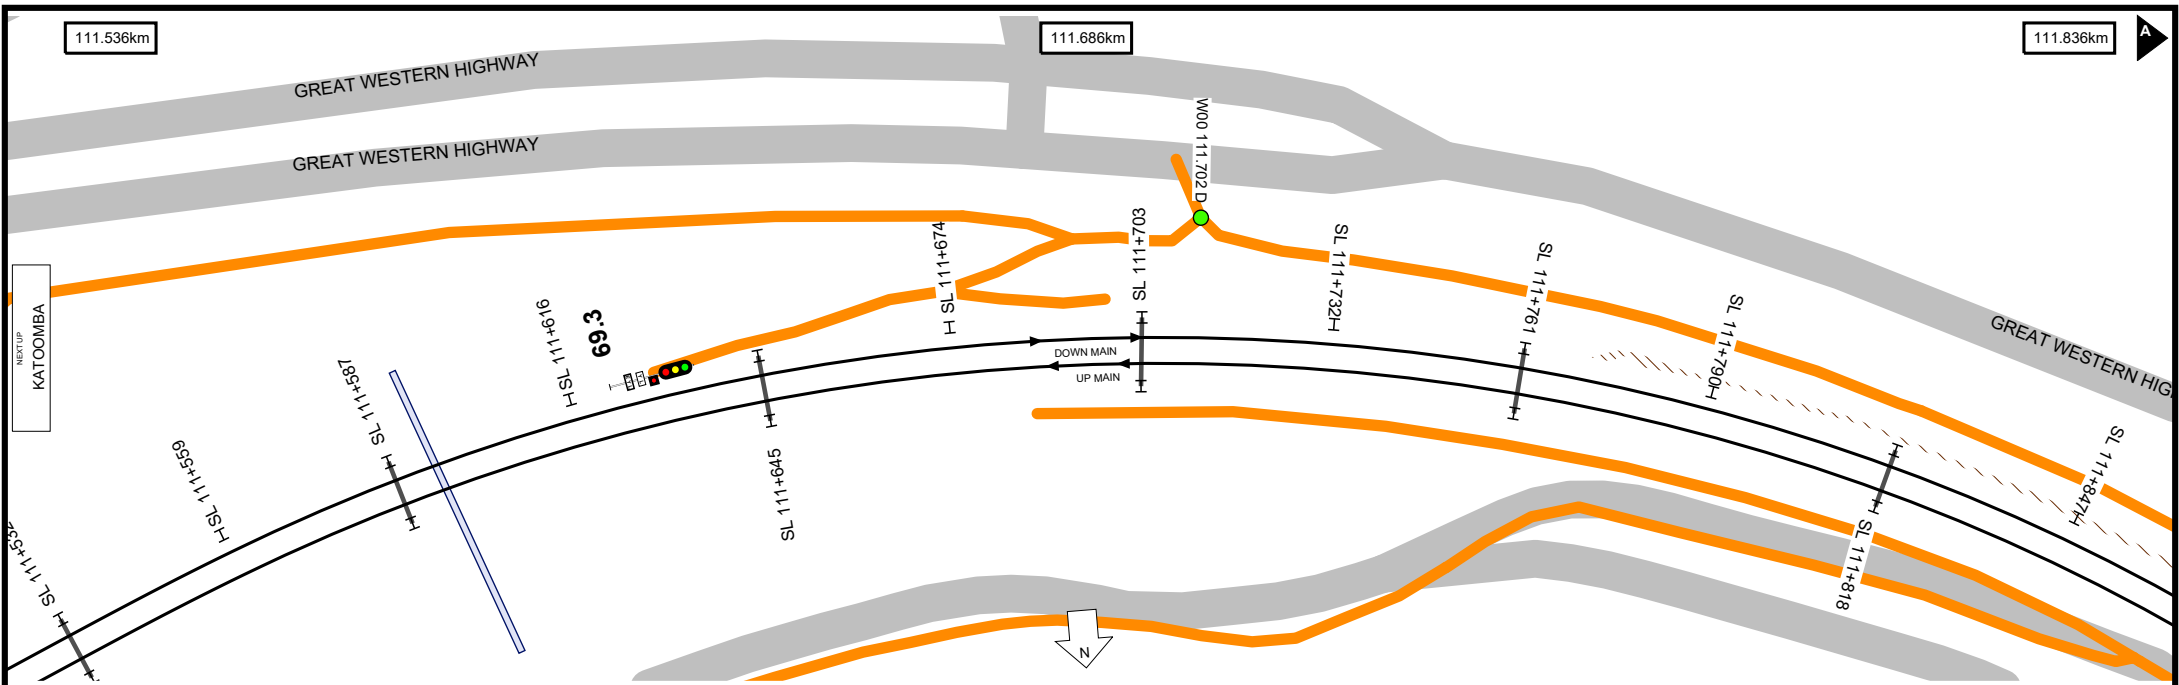 111.536km
111.686km
111.836km
A
GREAT WESTERN HIGHWAY
GREAT WESTERN HIGHWAY
W00 111.702 D
GREAT WESTERN HIG
NEXT UP
KATOOMBA
SL 111+532
SL 111+559
SL 111+587
SL 111+616
69.3
SL 111+645
SL 111+674
SL 111+703
DOWN MAIN
UP MAIN
SL 111+732
SL 111+761
SL 111+790
SL 111+818
SL 111+847
N